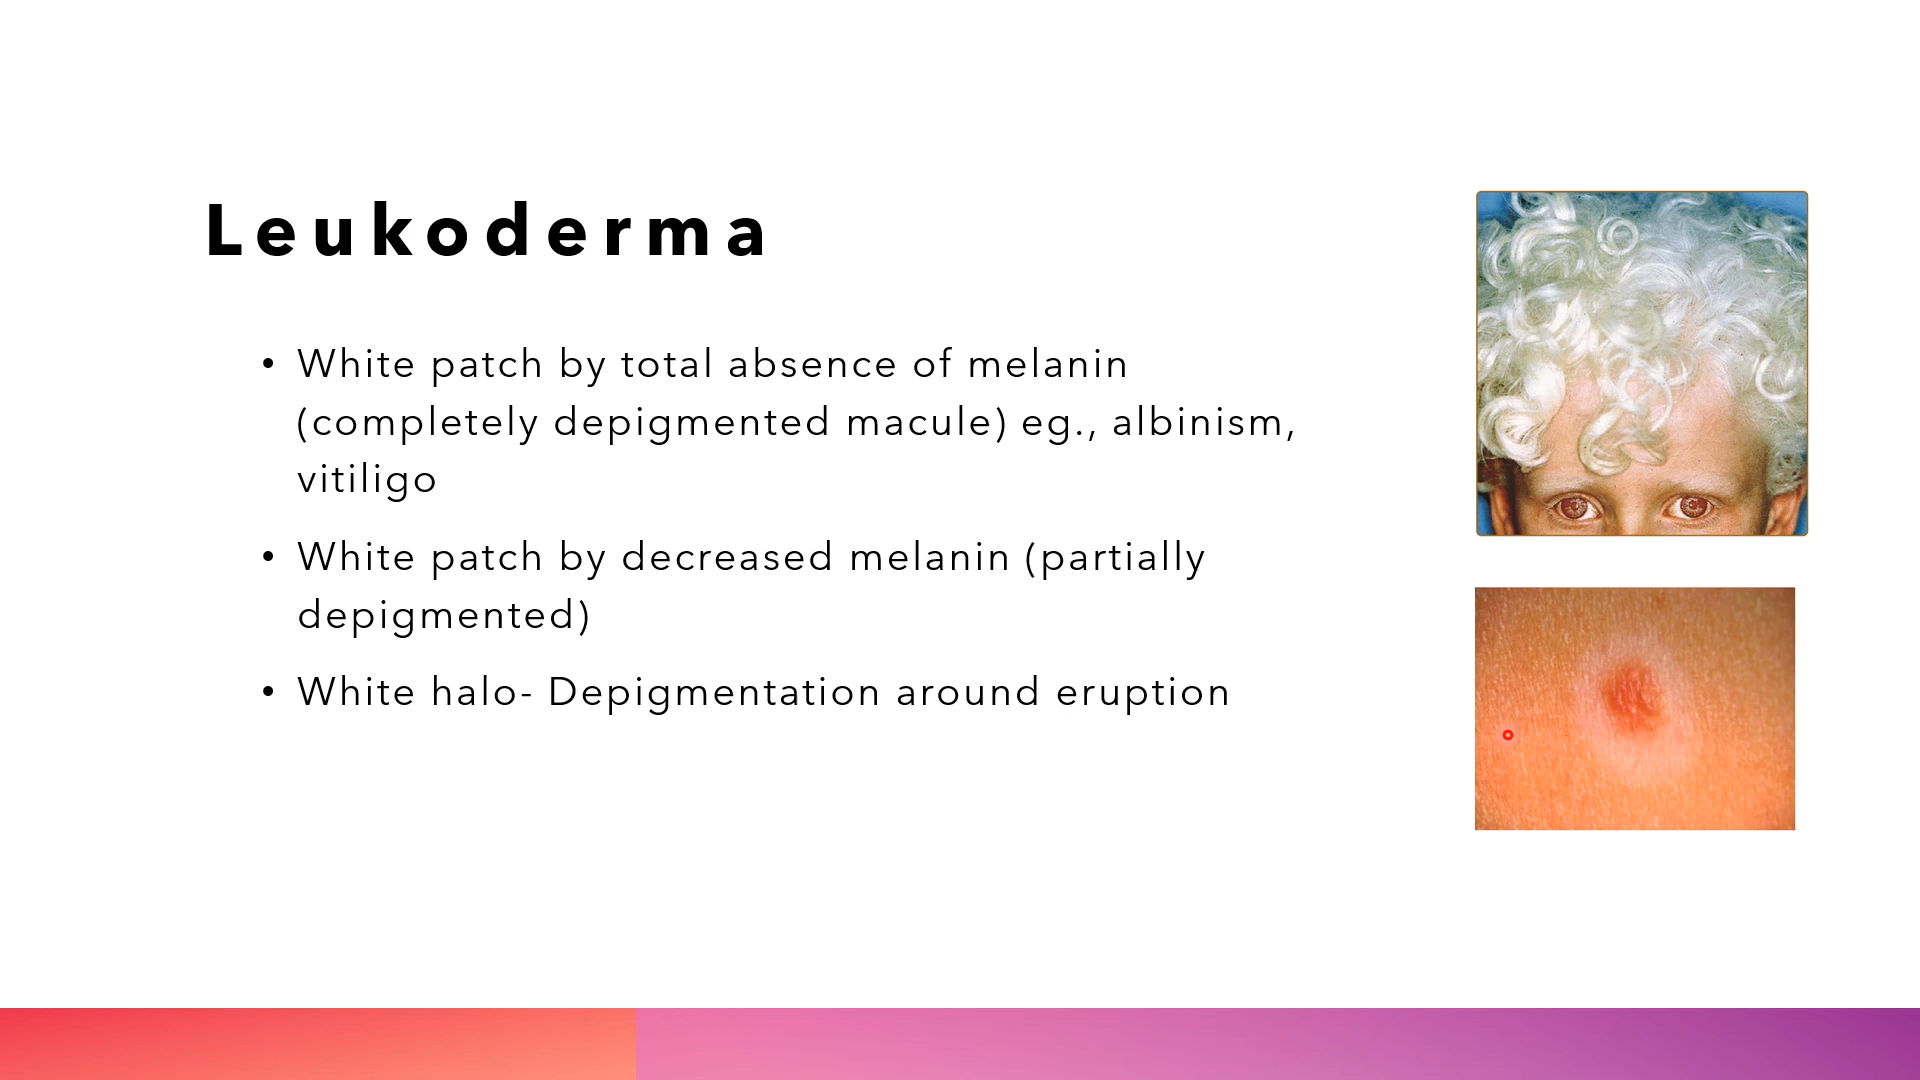 Leukoderma
• White patch by total absence of melanin
(completely depigmented macule) eg., albinism,
vitiligo
• White patch by decreased melanin (partially
depigmented)
• White halo- Depigmentation around eruption